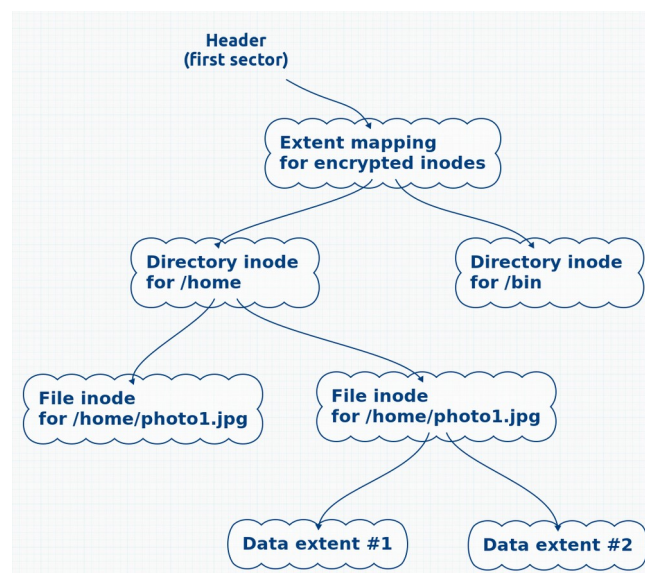 Header
(first sector)
Extent mapping
for encrypted inodes
Directory inode
for /home
Directory inode
for /bin
File inode
for /home/photo1.jpg
File inode
for /home/photo1.jpg
Data extent #1
Data extent #2